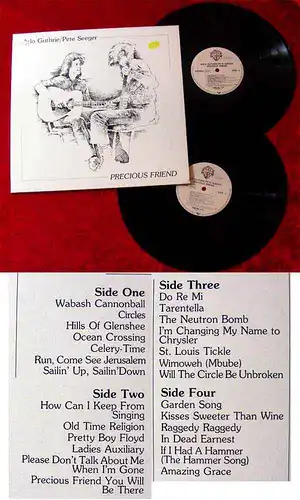 Arlo Guthrie/Pete Seeger
PRECIOUS FRIEND
Side One
Wabash Cannonball
Circles
Hills Of Glenshee
Ocean Crossing
Celery-Time
Run, Come See Jerusalem
Sailin' Up, Sailin'Down
Side Two
How Can I Keep From
Singing
Old Time Religion
Pretty Boy Floyd
Ladies Auxiliary
Please Don't Talk About Me
When I'm Gone
Precious Friend You Will
Be There
Side Three
Do Re Mi
Tarentella
The Neutron Bomb
I'm Changing My Name to
Chrysler
St. Louis Tickle
Wimoweh (Mbube)
Will The Circle Be Unbroken
Side Four
Garden Song
Kisses Sweeter Than Wine
Raggedy Raggedy
In Dead Earnest
If I Had A Hammer
(The Hammer Song)
Amazing Grace